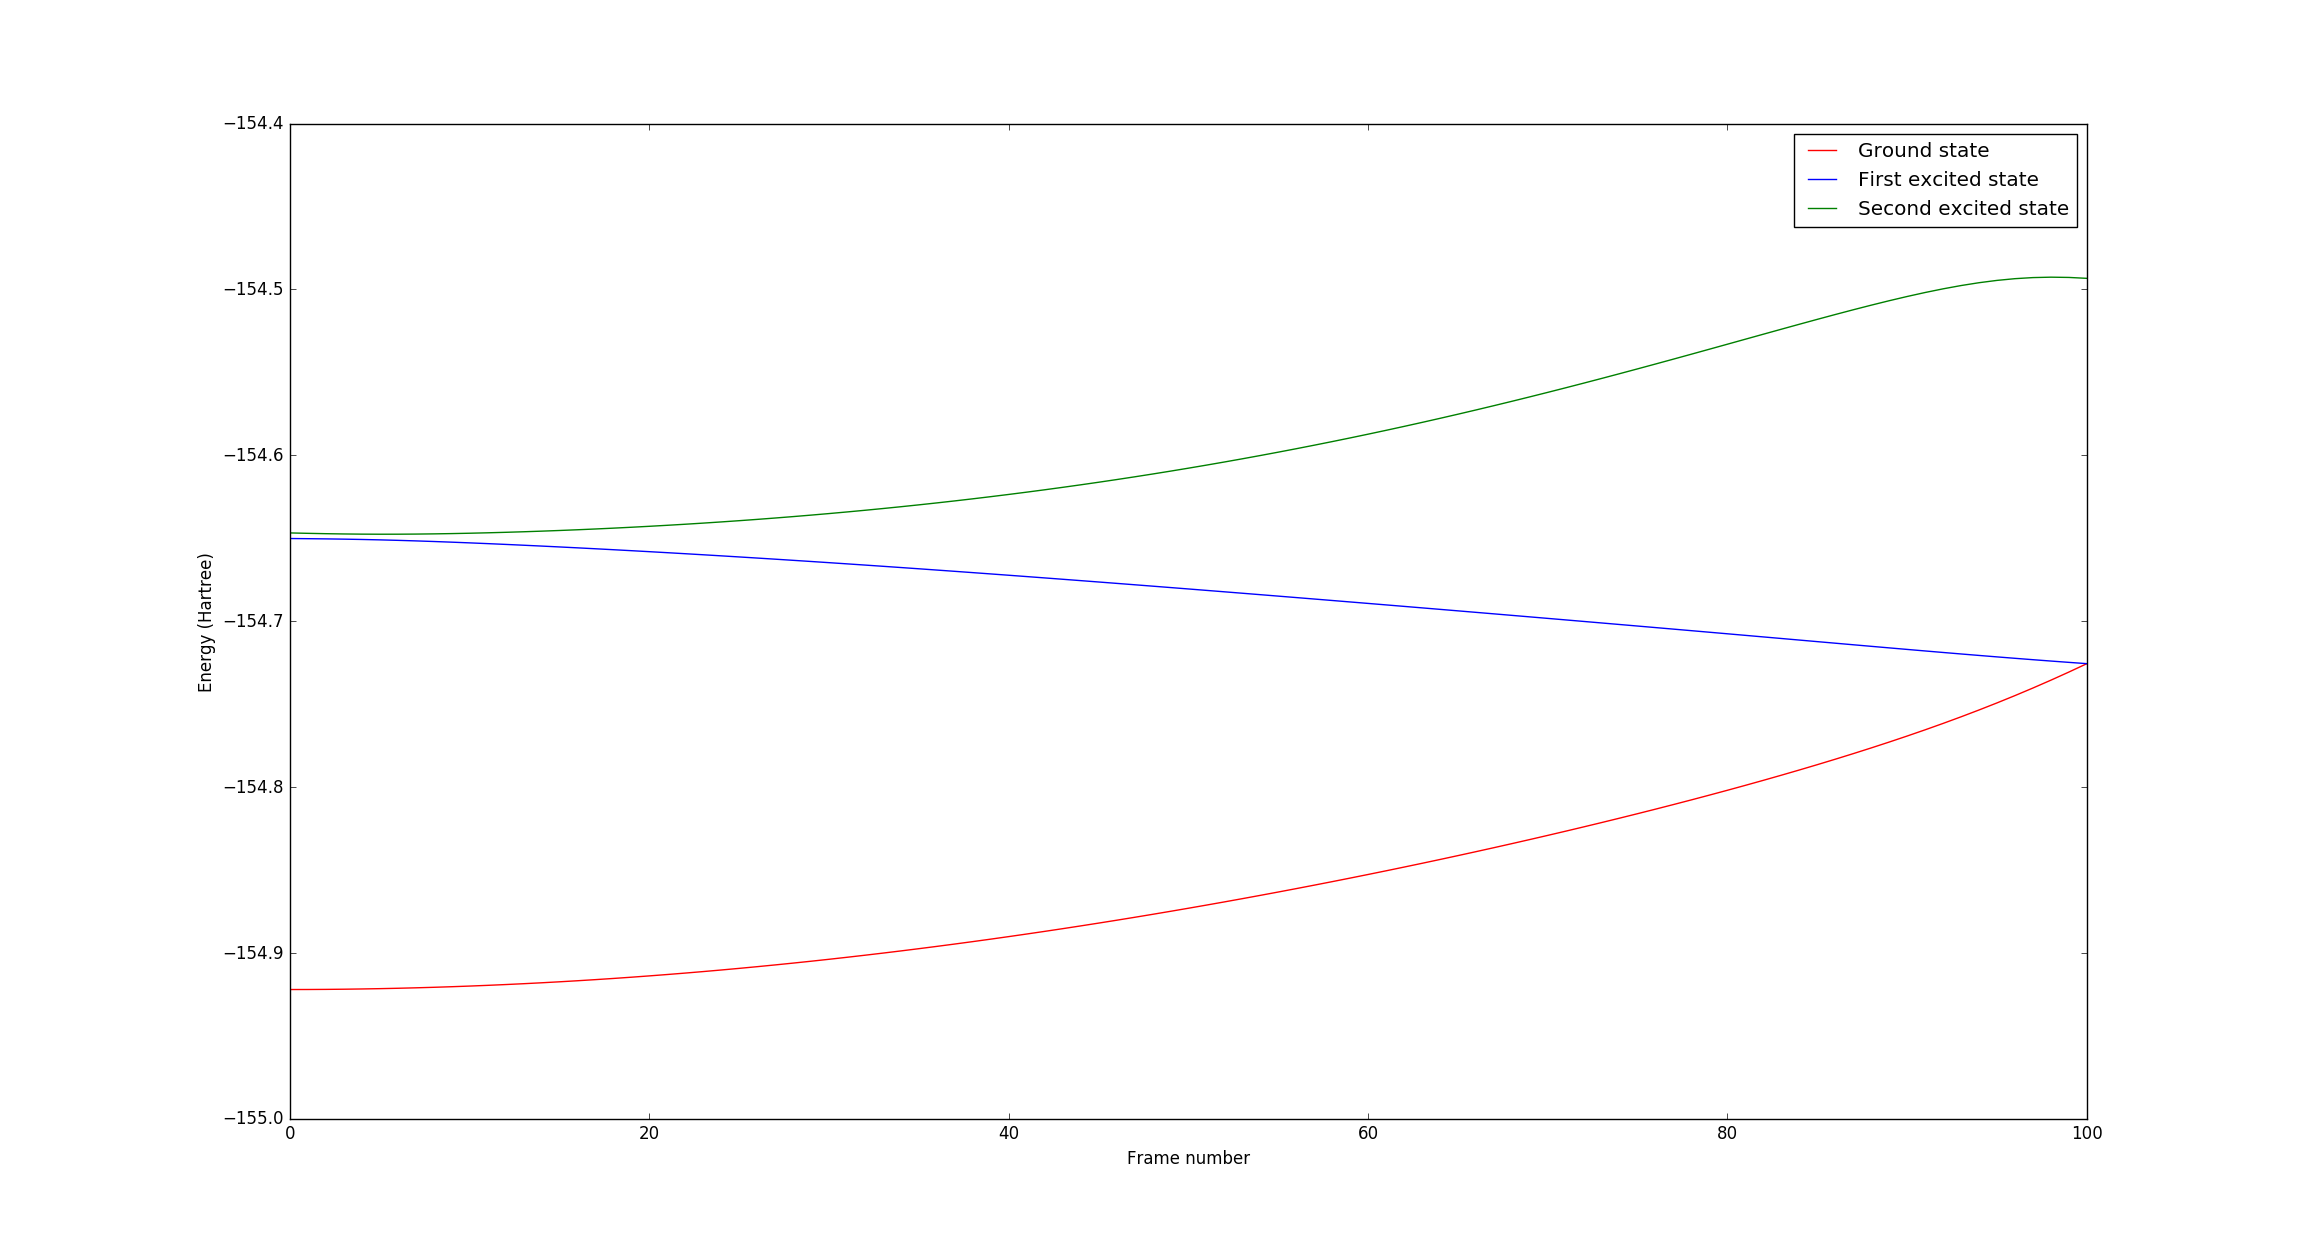 −154.4
−154.5
−154.6
−154.7
−154.8
−154.9
−155.0
Energy (Hartree)
Ground state
First excited state
Second excited state
0 20 40 60 80 100
Frame number